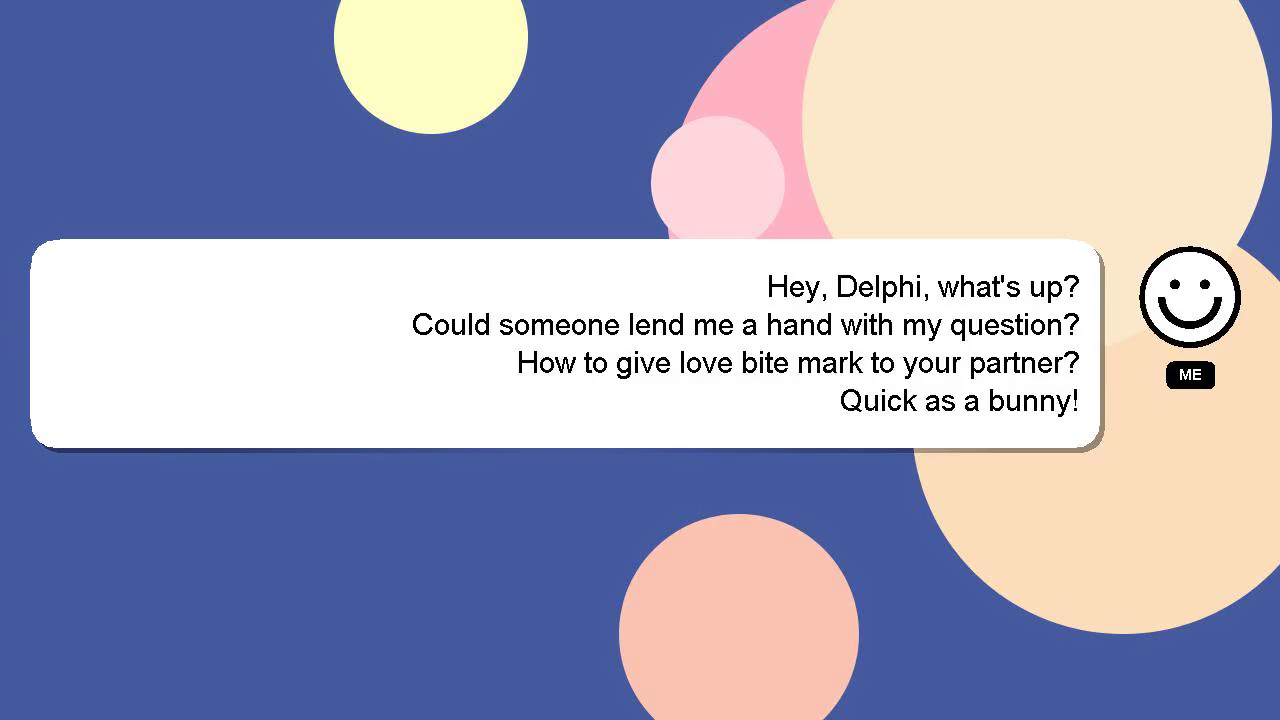 Hey, Delphi, what's up?
Could someone lend me a hand with my question?
How to give love bite mark to your partner?
Quick as a bunny!
ME